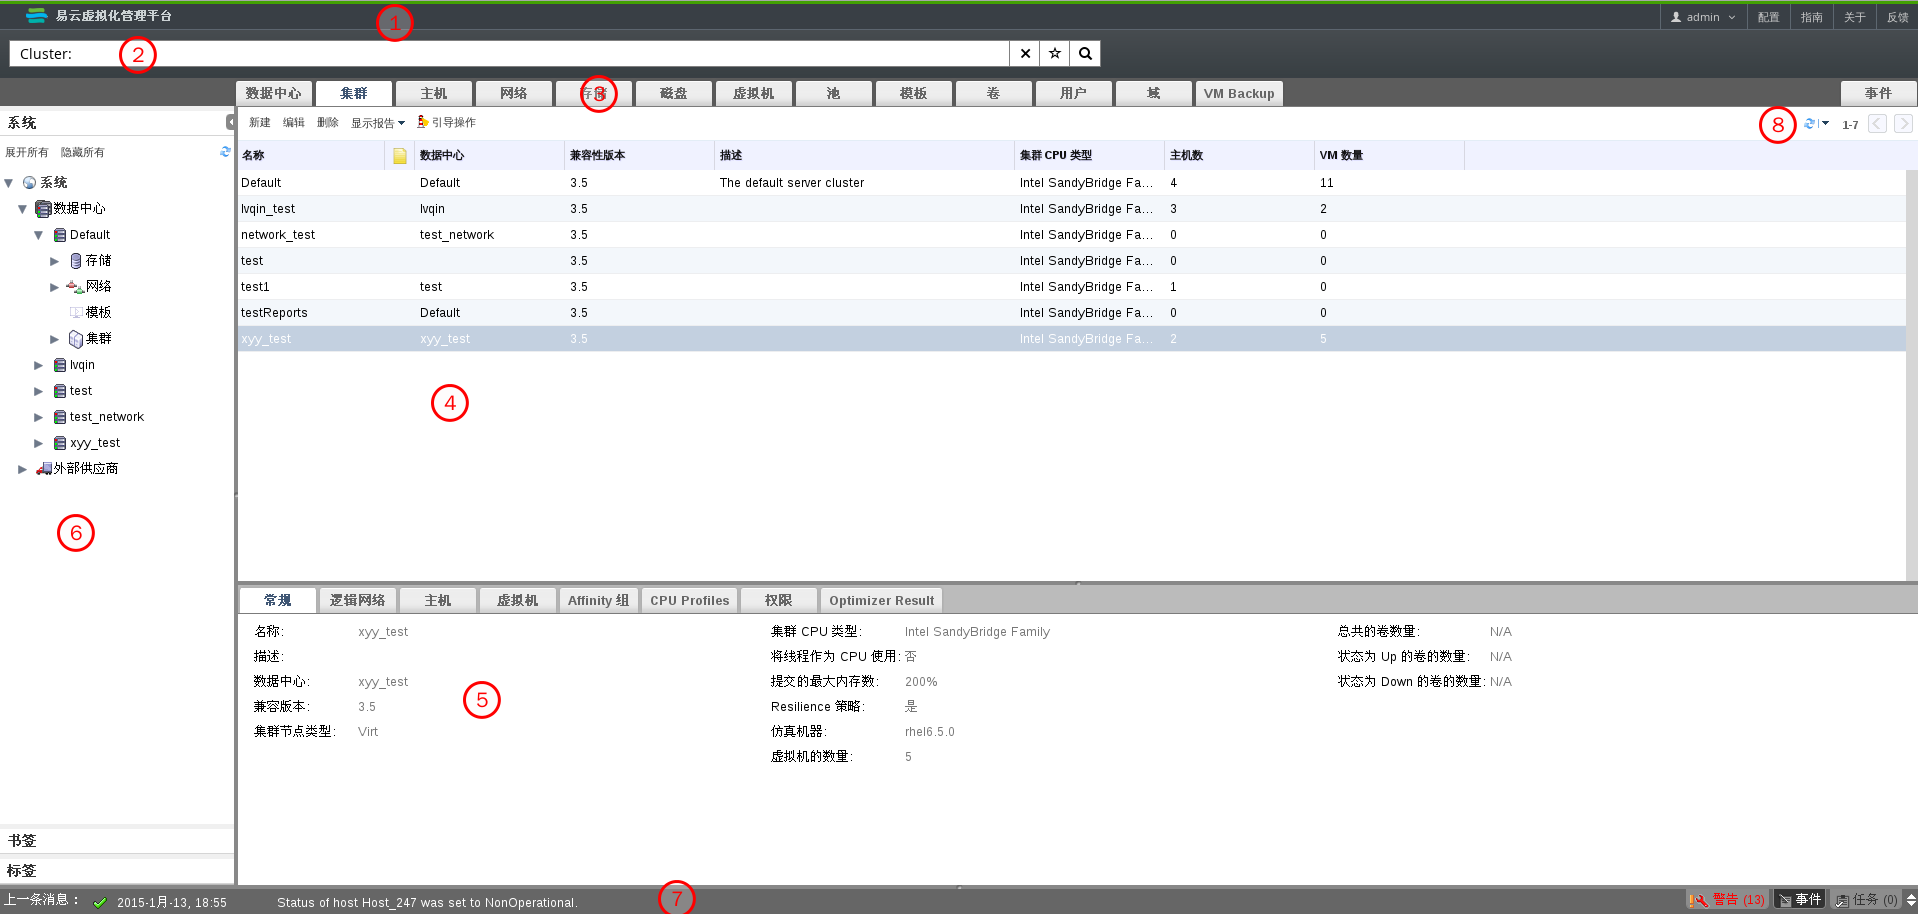 易云虚拟化管理平台 1 admin 配置 指南 关于 反馈
Cluster: 2
数据中心 集群 主机 网络 存储 3 磁盘 虚拟机 池 模板 卷 用户 域 VM Backup 事件
系统
新建 编辑 删除 显示报告 引导操作 8 1-7
展开所有 隐藏所有
名称 数据中心 兼容性版本 描述 集群 CPU 类型 主机数 VM 数量
Default Default 3.5 The default server cluster Intel SandyBridge Fa... 4 11
lvqin_test lvqin 3.5 Intel SandyBridge Fa... 3 2
network_test test_network 3.5 Intel SandyBridge Fa... 0 0
test 3.5 Intel SandyBridge Fa... 0 0
test1 test 3.5 Intel SandyBridge Fa... 1 0
testReports Default 3.5 Intel SandyBridge Fa... 0 0
xyy_test xyy_test 3.5 Intel SandyBridge Fa... 2 5
4
系统
数据中心
Default
存储
网络
模板
集群
lvqin
test
test_network
xyy_test
外部供应商
6
常规 逻辑网络 主机 虚拟机 Affinity 组 CPU Profiles 权限 Optimizer Result
名称: xyy_test 集群 CPU 类型: Intel SandyBridge Family 总共的卷数量: N/A
描述: 将线程作为 CPU 使用: 否 状态为 Up 的卷的数量: N/A
数据中心: xyy_test 提交的最大内存数: 200% 状态为 Down 的卷的数量: N/A
5
兼容版本: 3.5 Resilience 策略: 是
集群节点类型: Virt 仿真机器: rhel6.5.0
虚拟机的数量: 5
书签
标签
上一条消息: 2015-1月-13, 18:55 Status of host Host_247 was set to NonOperational. 7 警告 (13) 事件 任务 (0)